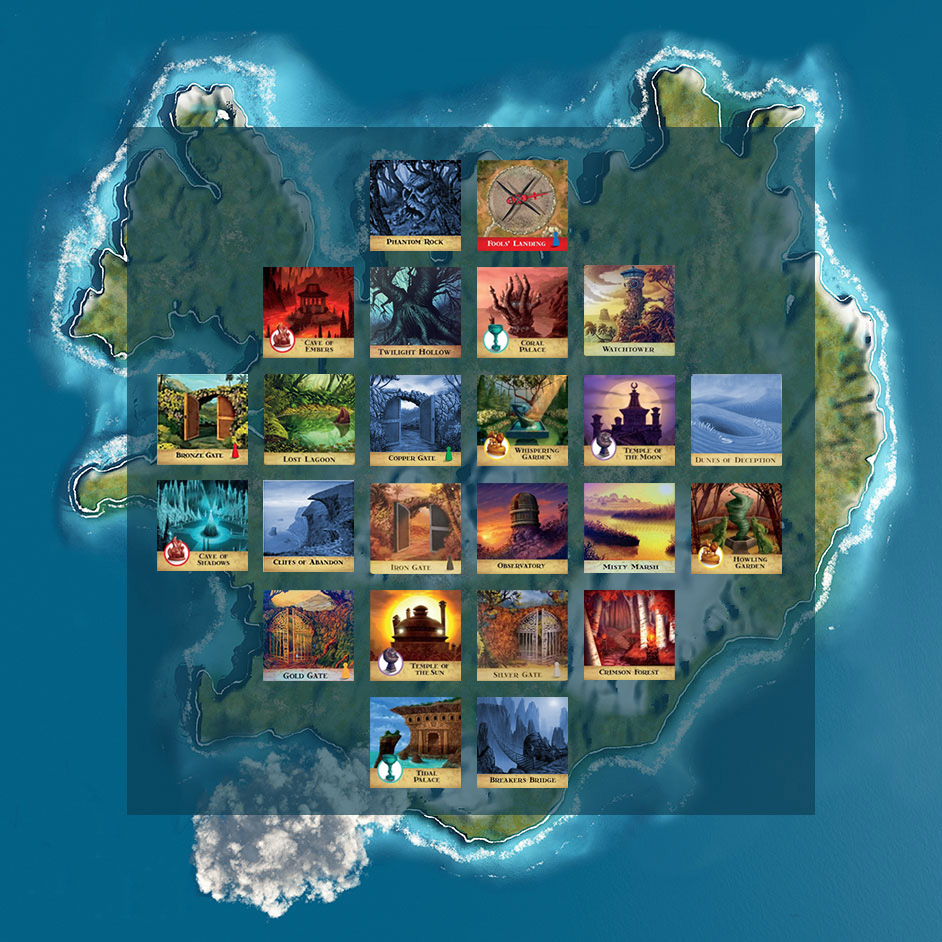 Phantom Rock
Fools' Landing
Cave of
Embers
Twilight Hollow
Coral
Palace
Watchtower
Bronze Gate
Lost Lagoon
Copper Gate
Whispering
Garden
Temple of
the Moon
Dunes of Deception
Cave of
Shadows
Cliffs of Abandon
Iron Gate
Observatory
Misty Marsh
Howling
Garden
Gold Gate
Temple of
the Sun
Silver Gate
Crimson Forest
Tidal
Palace
Breakers Bridge